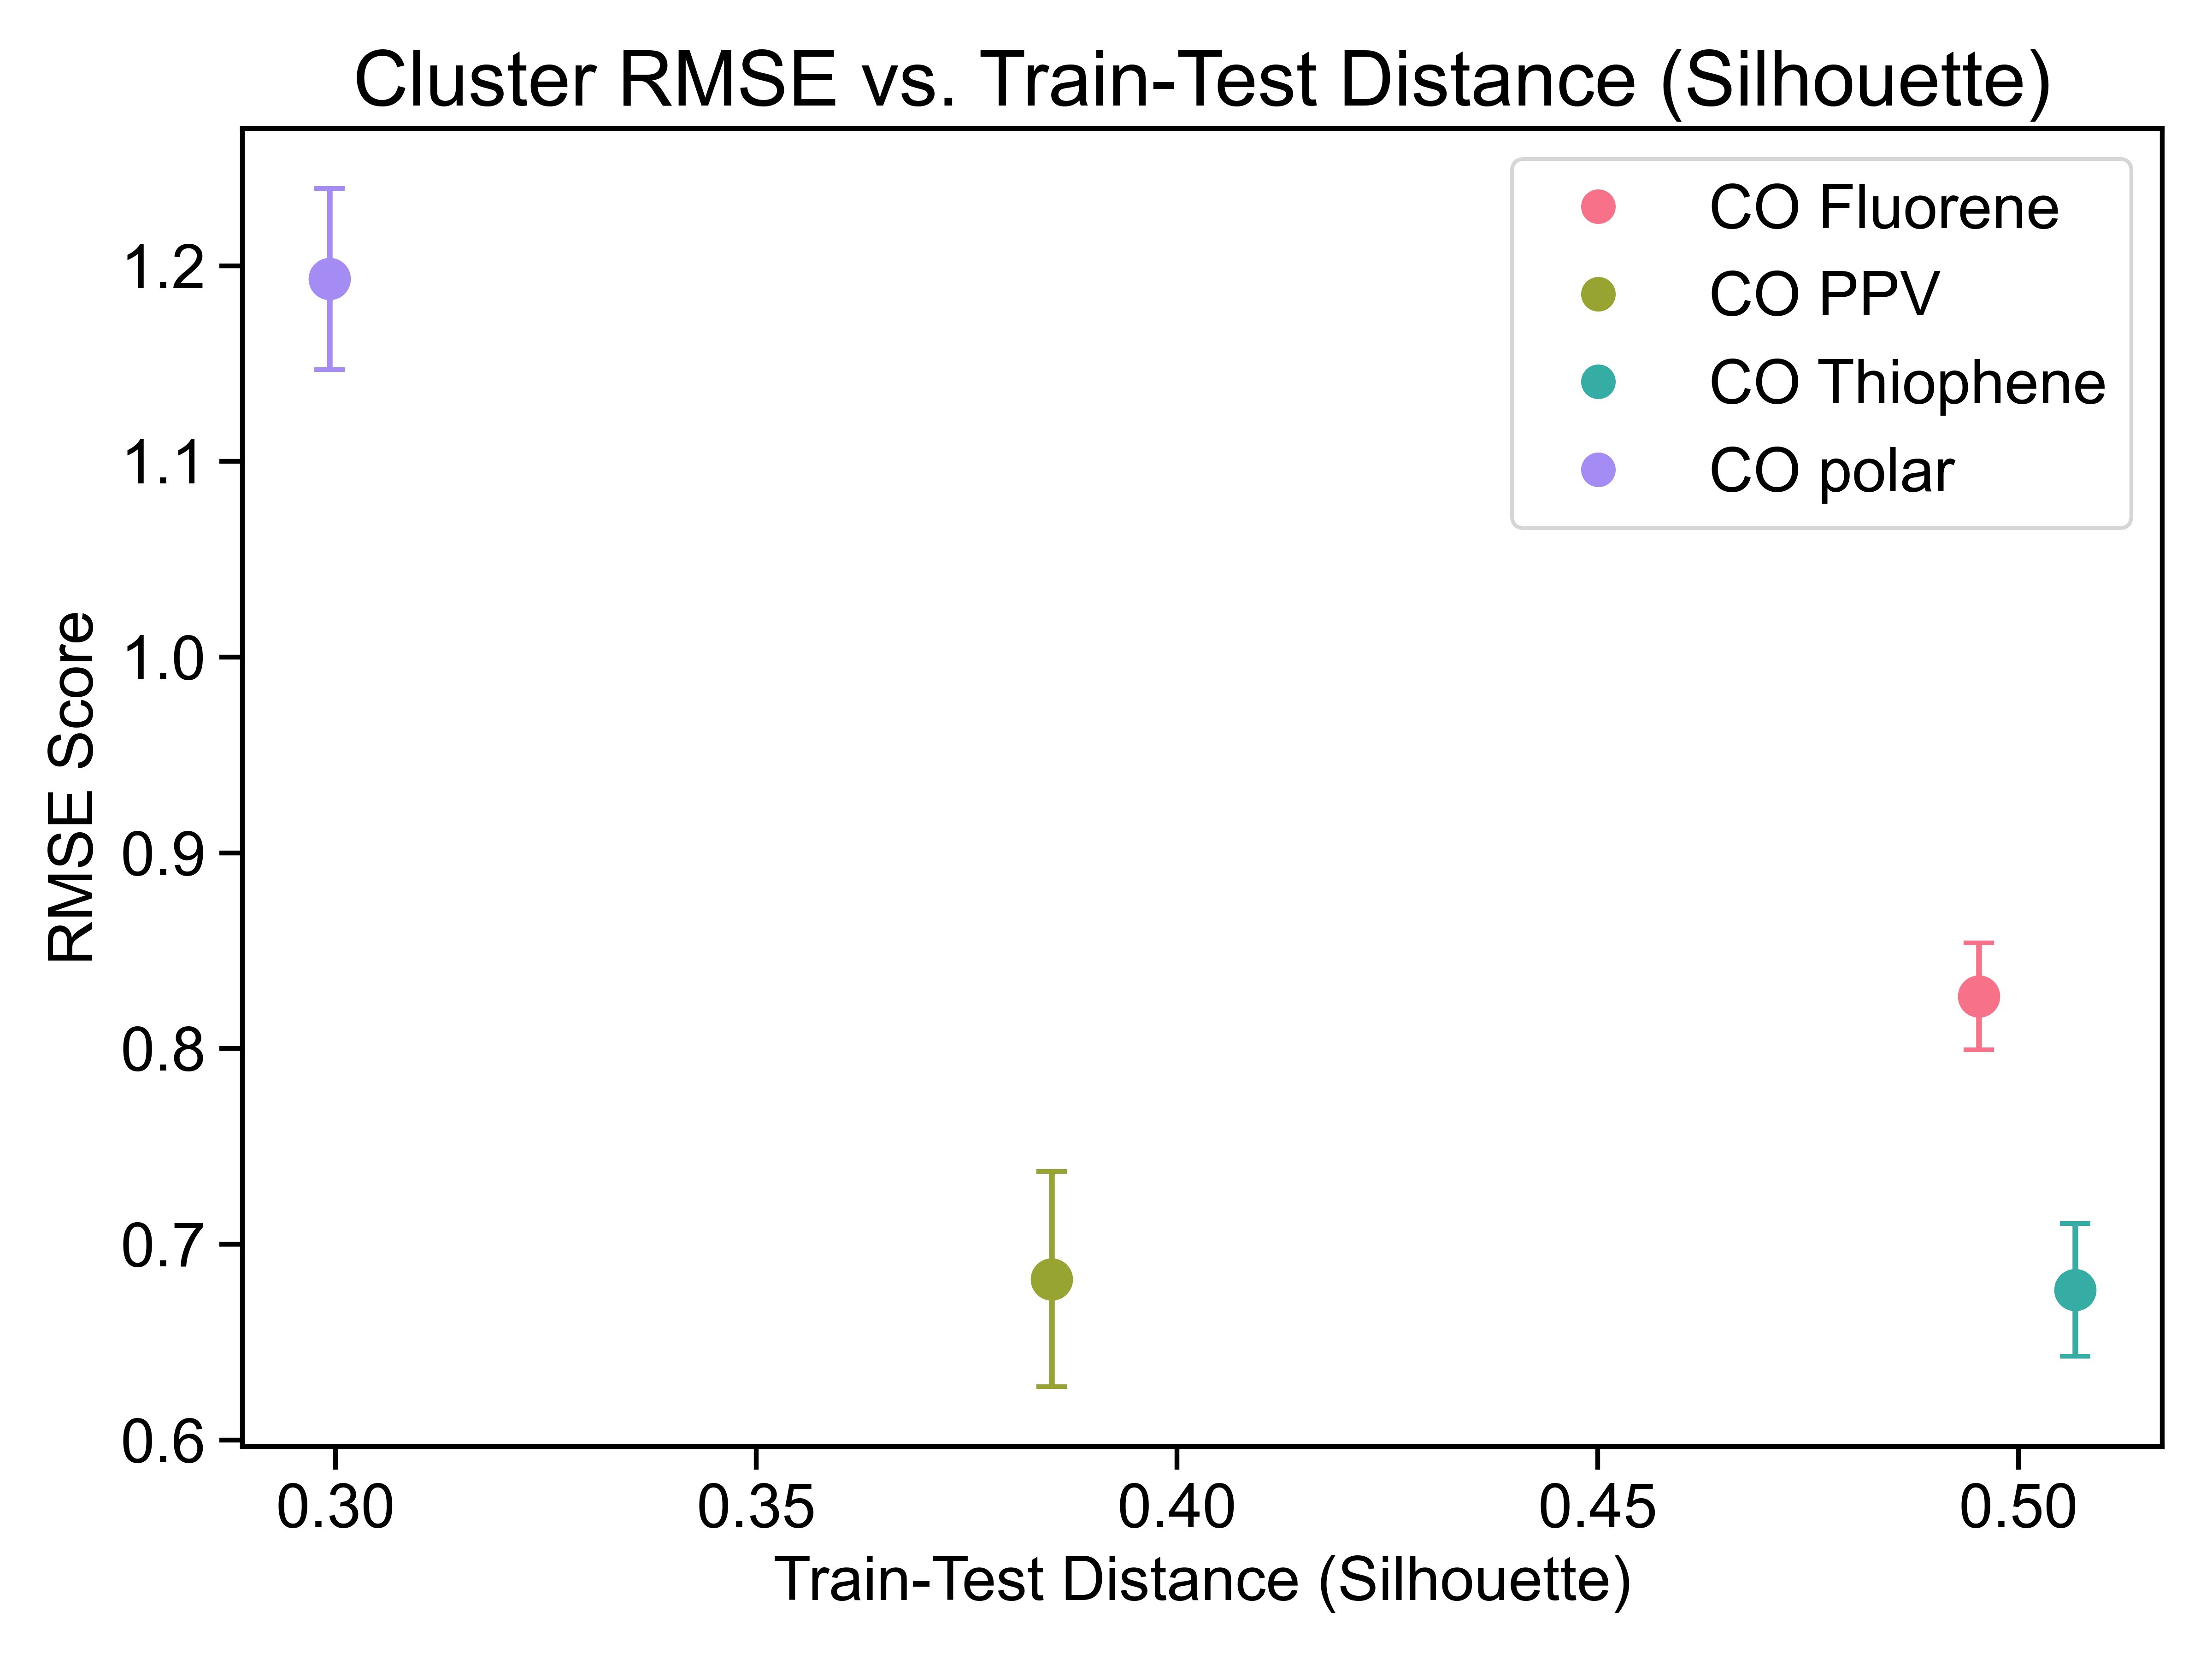 Cluster RMSE vs. Train-Test Distance (Silhouette)
CO Fluorene
CO PPV
CO Thiophene
CO polar
RMSE Score
1.2
1.1
1.0
0.9
0.8
0.7
0.6
0.30 0.35 0.40 0.45 0.50
Train-Test Distance (Silhouette)